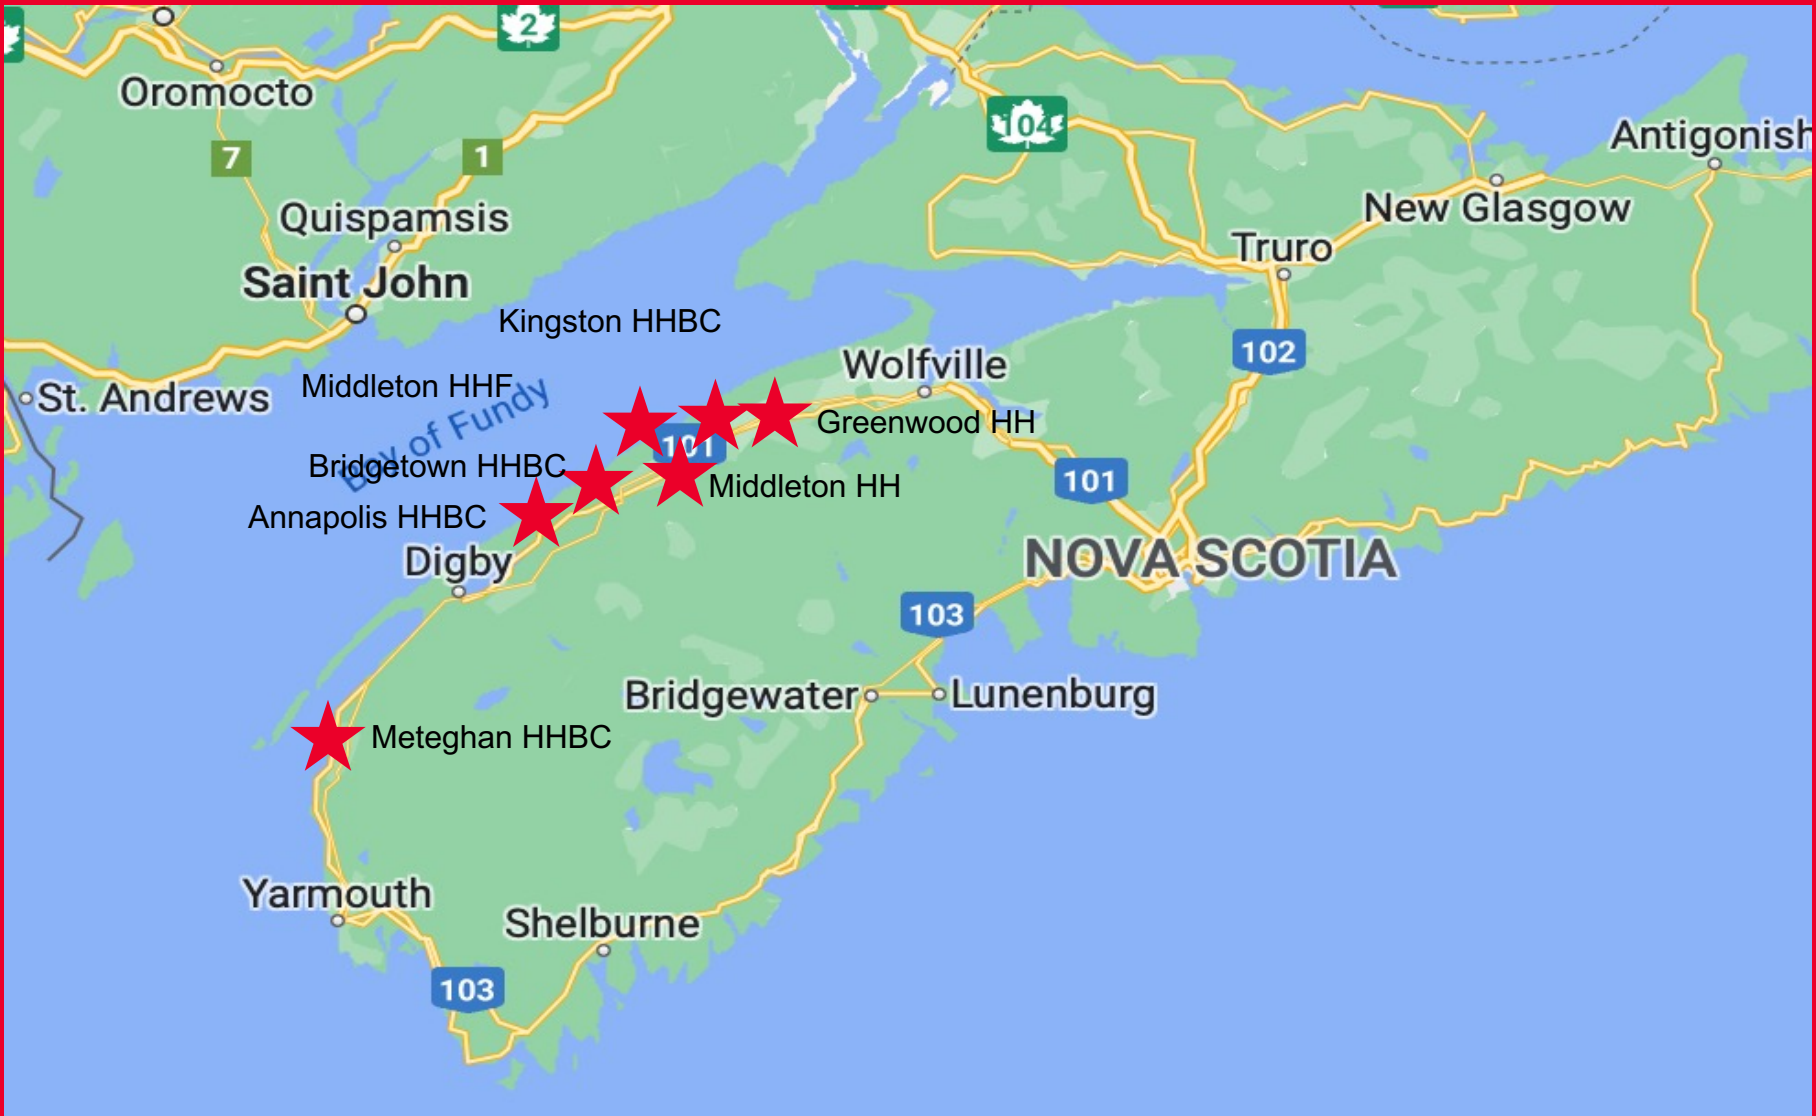 2
Oromocto
104
Antigonish
7
1
New Glasgow
Quispamsis
Truro
Saint John
Kingston HHBC
102
Wolfville
Middleton HHF
St. Andrews
Bay of Fundy
Greenwood HH
101
Bridgetown HHBC
Middleton HH
101
Annapolis HHBC
Digby
NOVA SCOTIA
103
Bridgewater
Lunenburg
Meteghan HHBC
Yarmouth
Shelburne
103